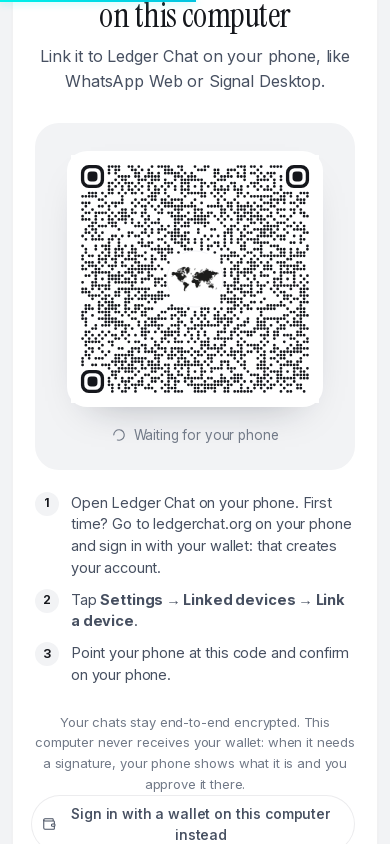 on this computer
Link it to Ledger Chat on your phone, like
WhatsApp Web or Signal Desktop.
Waiting for your phone
1 Open Ledger Chat on your phone. First
time? Go to ledgerchat.org on your phone
and sign in with your wallet: that creates
your account.
2 Tap Settings → Linked devices → Link
a device.
3 Point your phone at this code and confirm
on your phone.
Your chats stay end-to-end encrypted. This
computer never receives your wallet: when it needs
a signature, your phone shows what it is and you
approve it there.
Sign in with a wallet on this computer
instead